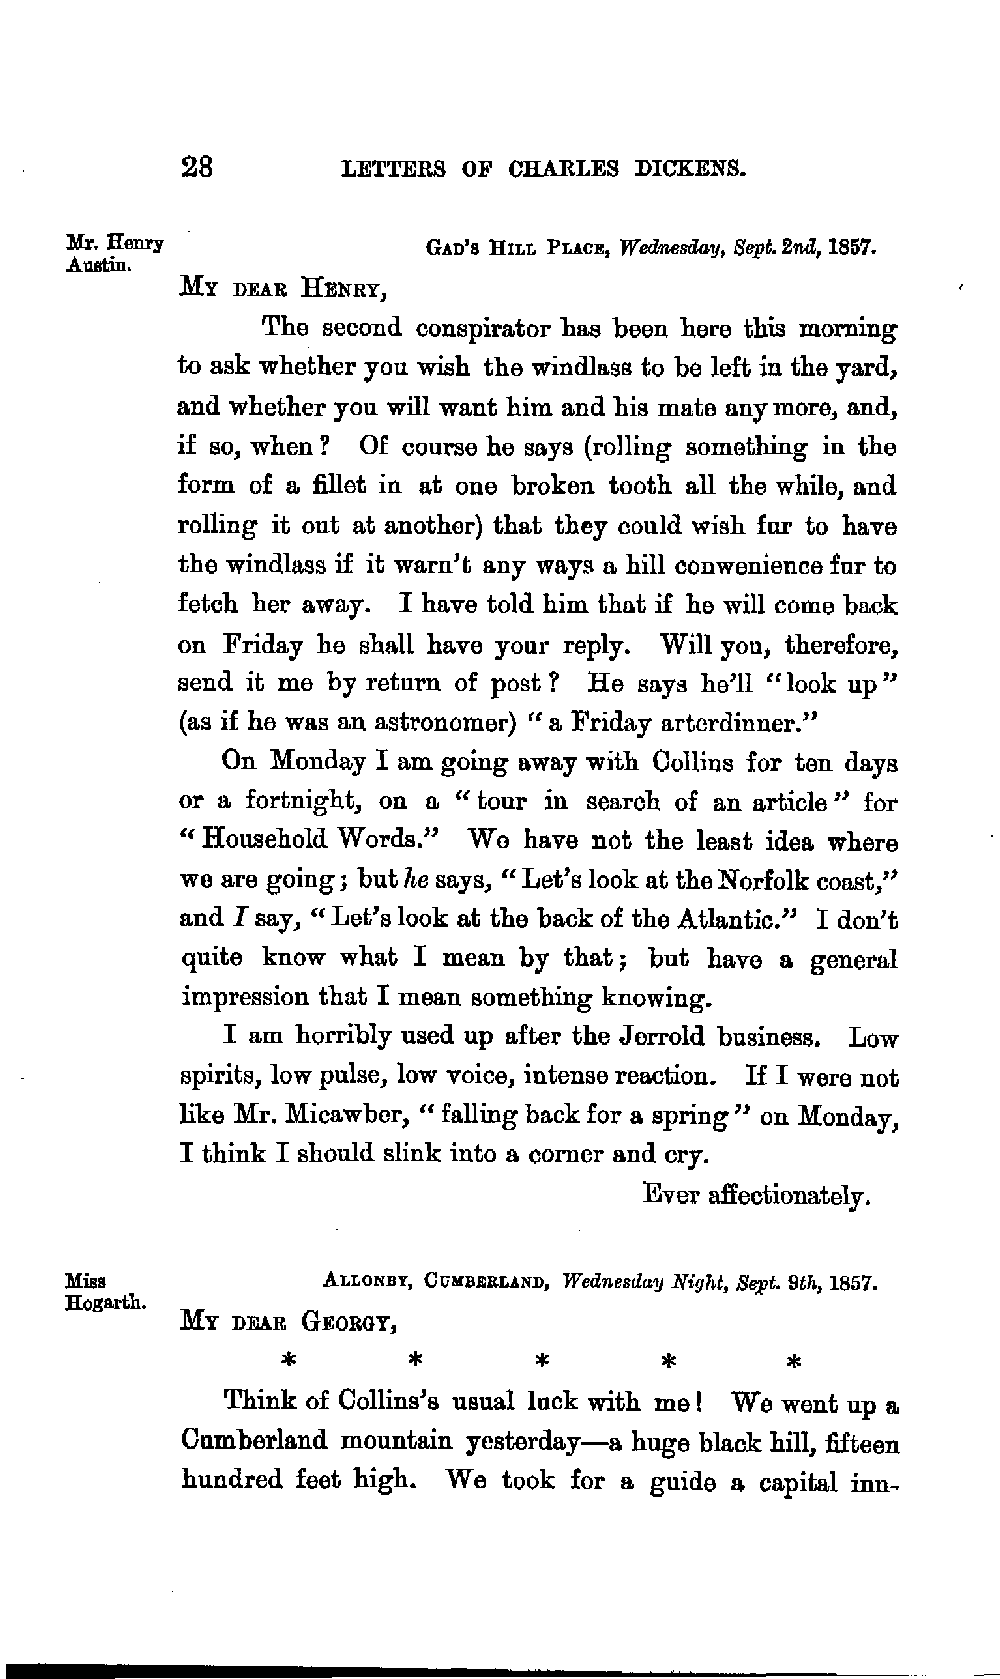 28 LETTERS OF CHARLES DICKENS.
Mr. Henry
Austin.
GAD'S HILL PLACE, Wednesday, Sept. 2nd, 1857.
MY DEAR HENRY,
The second conspirator has been here this morning
to ask whether you wish the windlass to be left in the yard,
and whether you will want him and his mate any more, and,
if so, when? Of course he says (rolling something in the
form of a fillet in at one broken tooth all the while, and
rolling it out at another) that they could wish fur to have
the windlass if it warn't any ways a hill conwenience fur to
fetch her away. I have told him that if he will come back
on Friday he shall have your reply. Will you, therefore,
send it me by return of post? He says he'll "look up"
(as if he was an astronomer) "a Friday arterdinner."
On Monday I am going away with Collins for ten days
or a fortnight, on a "tour in search of an article" for
"Household Words." We have not the least idea where
we are going; but he says, "Let's look at the Norfolk coast,"
and I say, "Let's look at the back of the Atlantic." I don't
quite know what I mean by that; but have a general
impression that I mean something knowing.
I am horribly used up after the Jerrold business. Low
spirits, low pulse, low voice, intense reaction. If I were not
like Mr. Micawber, "falling back for a spring" on Monday,
I think I should slink into a corner and cry.
Ever affectionately.
Miss
Hogarth.
ALLONBY, CUMBERLAND, Wednesday Night, Sept. 9th, 1857.
MY DEAR GEORGY,
* * * * *
Think of Collins's usual luck with me! We went up a
Cumberland mountain yesterday—a huge black hill, fifteen
hundred feet high. We took for a guide a capital inn-